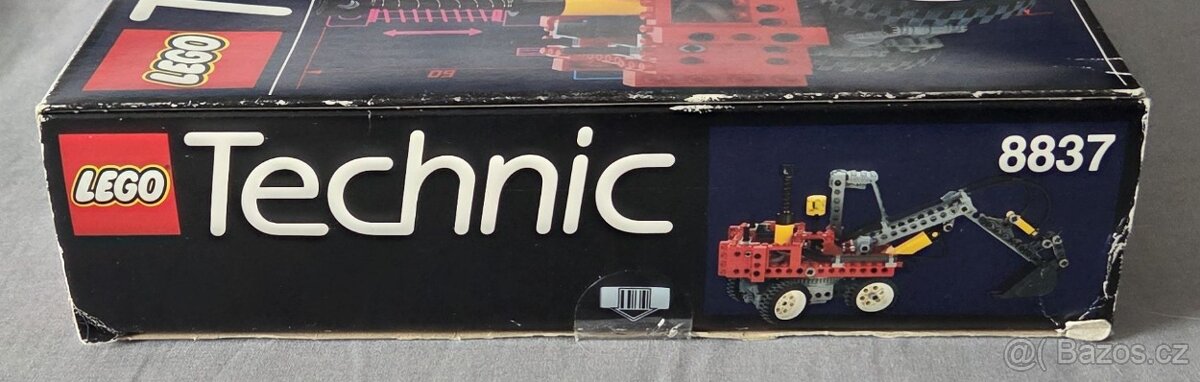 LEGO
T
60
LEGO
Technic
8837
@( Bazos.cz